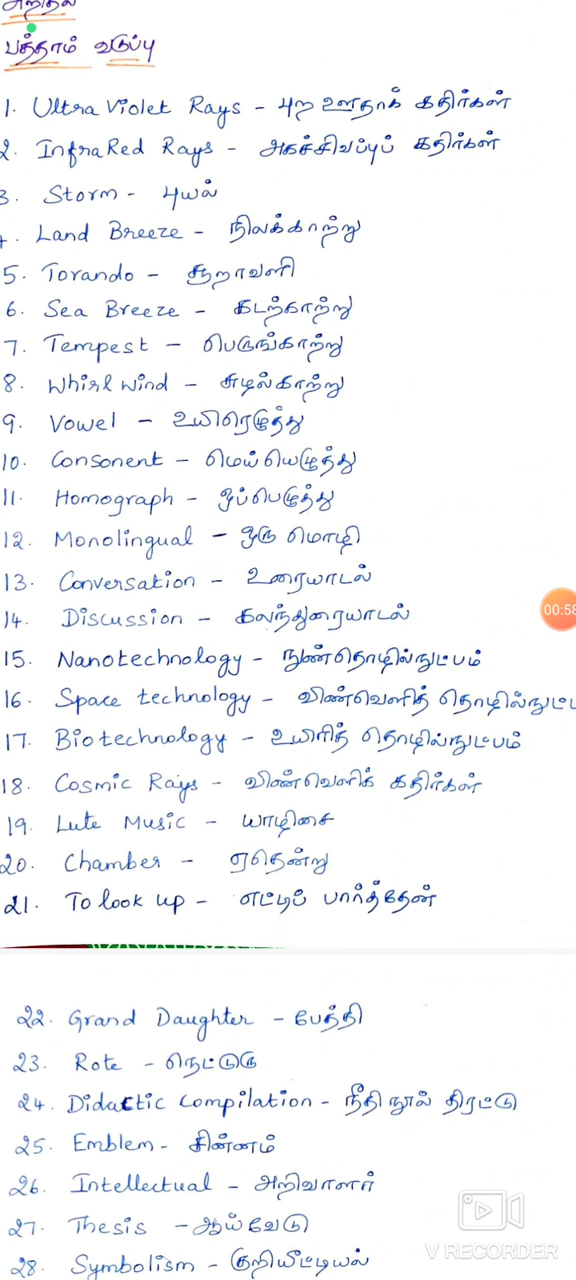 அறிதல்
பத்தாம் வகுப்பு
1. Ultra Violet Rays - புற ஊதாக் கதிர்கள்
2. InfraRed Rays - அகச்சிவப்புப் கதிர்கள்
3. Storm - புயல்
4. Land Breeze - நிலக்காற்று
5. Torando - சூறாவளி
6. Sea Breeze - கடற்காற்று
7. Tempest - பெருங்காற்று
8. Whirl wind - சுழல்காற்று
9. Vowel - உயிரெழுத்து
10. Consonent - மெய்யெழுத்து
11. Homograph - ஒப்பெழுத்து
12. Monolingual - ஒரு மொழி
13. Conversation - உரையாடல்
14. Discussion - கலந்துரையாடல்
15. Nanotechnology - நுண்தொழில்நுட்பம்
16. Space technology - விண்வெளித் தொழில்நுட்ப
17. Biotechnology - உயிரித் தொழில்நுட்பம்
18. Cosmic Rays - விண்வெளிக் கதிர்கள்
19. Lute Music - யாழிசை
20. Chamber - ஏதென்று
21. To look up - எட்டிப் பார்த்தேன்
22. Grand Daughter - பேத்தி
23. Rote - நெட்டுரு
24. Didactic Compilation - நீதி நூல் திரட்டு
25. Emblem - சின்னம்
26. Intellectual - அறிவாளர்
27. Thesis - ஆய்வேடு
28. Symbolism - குறியீட்டியல்
00:58
V RECORDER